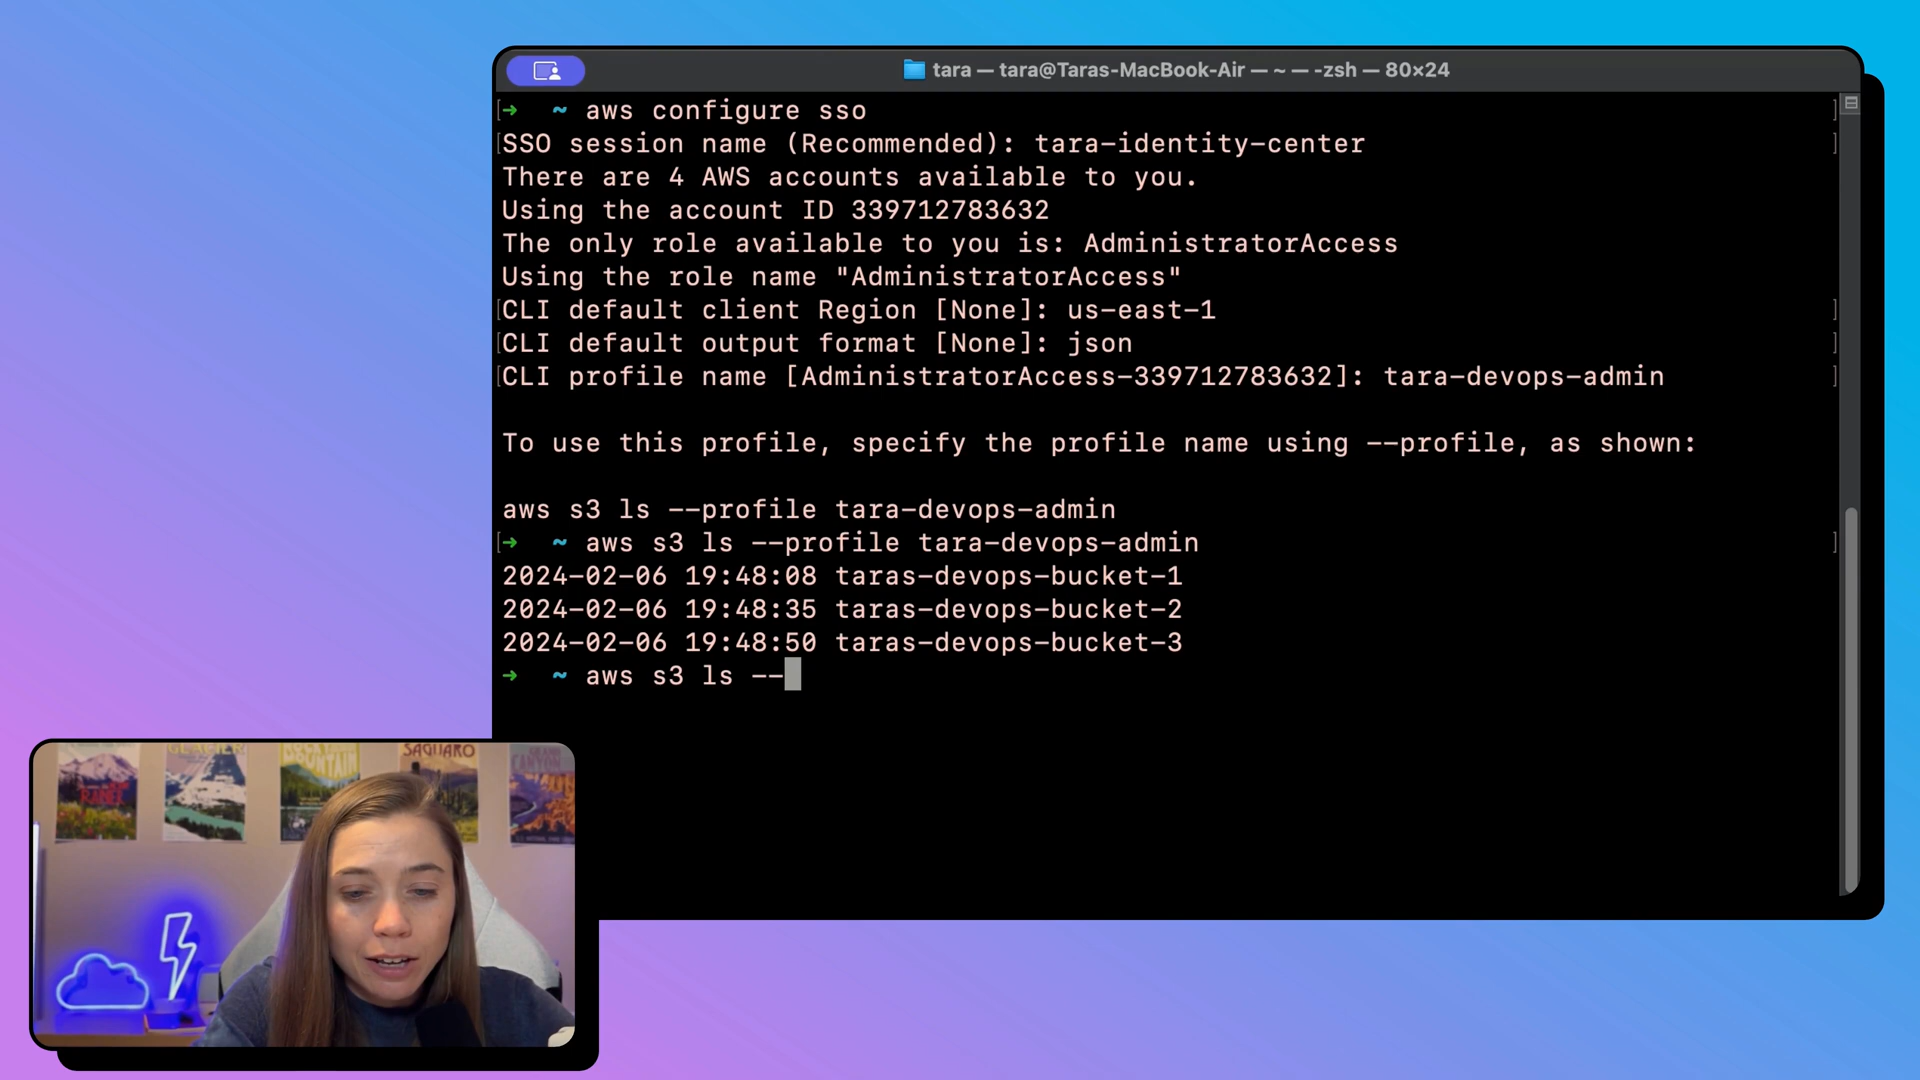 tara — tara@Taras-MacBook-Air — ~ — -zsh — 80×24
➜ ~ aws configure sso
SSO session name (Recommended): tara-identity-center
There are 4 AWS accounts available to you.
Using the account ID 339712783632
The only role available to you is: AdministratorAccess
Using the role name "AdministratorAccess"
CLI default client Region [None]: us-east-1
CLI default output format [None]: json
CLI profile name [AdministratorAccess-339712783632]: tara-devops-admin
To use this profile, specify the profile name using --profile, as shown:
aws s3 ls --profile tara-devops-admin
➜ ~ aws s3 ls --profile tara-devops-admin
2024-02-06 19:48:08 taras-devops-bucket-1
2024-02-06 19:48:35 taras-devops-bucket-2
2024-02-06 19:48:50 taras-devops-bucket-3
➜ ~ aws s3 ls --
GLACIER
MOUNTAIN
SAGUARO
GRAND
CANYON